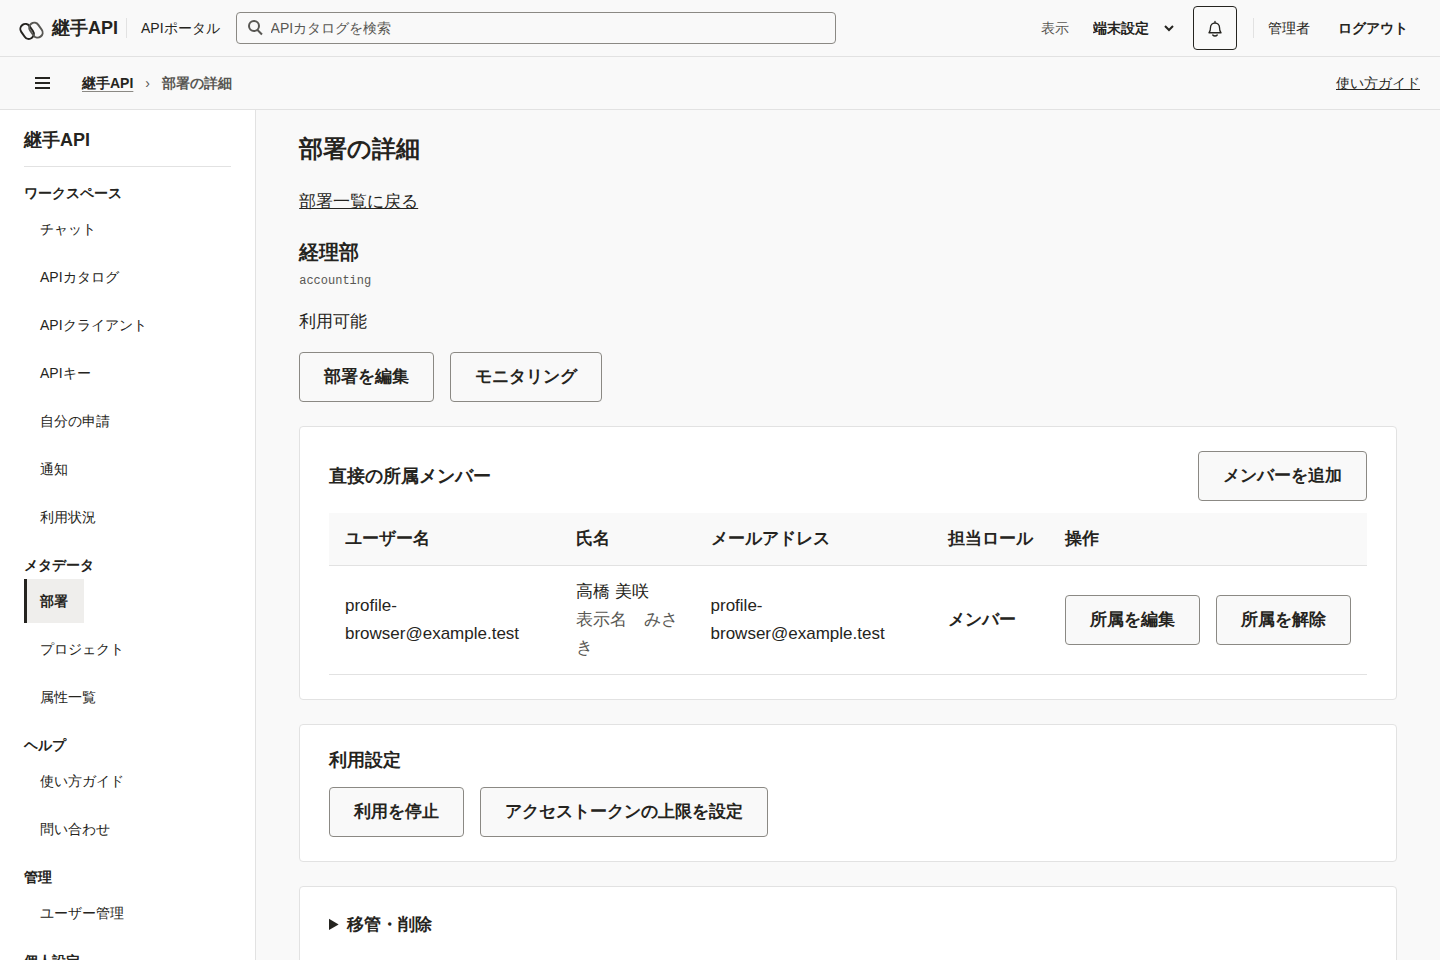 継手API
APIポータル
APIカタログを検索
表示
端末設定
管理者
ログアウト
継手API › 部署の詳細
使い方ガイド
継手API
ワークスペース
チャット
APIカタログ
APIクライアント
APIキー
自分の申請
通知
利用状況
メタデータ
部署
プロジェクト
属性一覧
ヘルプ
使い方ガイド
問い合わせ
管理
ユーザー管理
個人設定
部署の詳細
部署一覧に戻る
経理部
accounting
利用可能
部署を編集
モニタリング
直接の所属メンバー
メンバーを追加
ユーザー名
氏名
メールアドレス
担当ロール
操作
profile-
browser@example.test
高橋 美咲
表示名 みさ
き
profile-
browser@example.test
メンバー
所属を編集
所属を解除
利用設定
利用を停止
アクセストークンの上限を設定
移管・削除